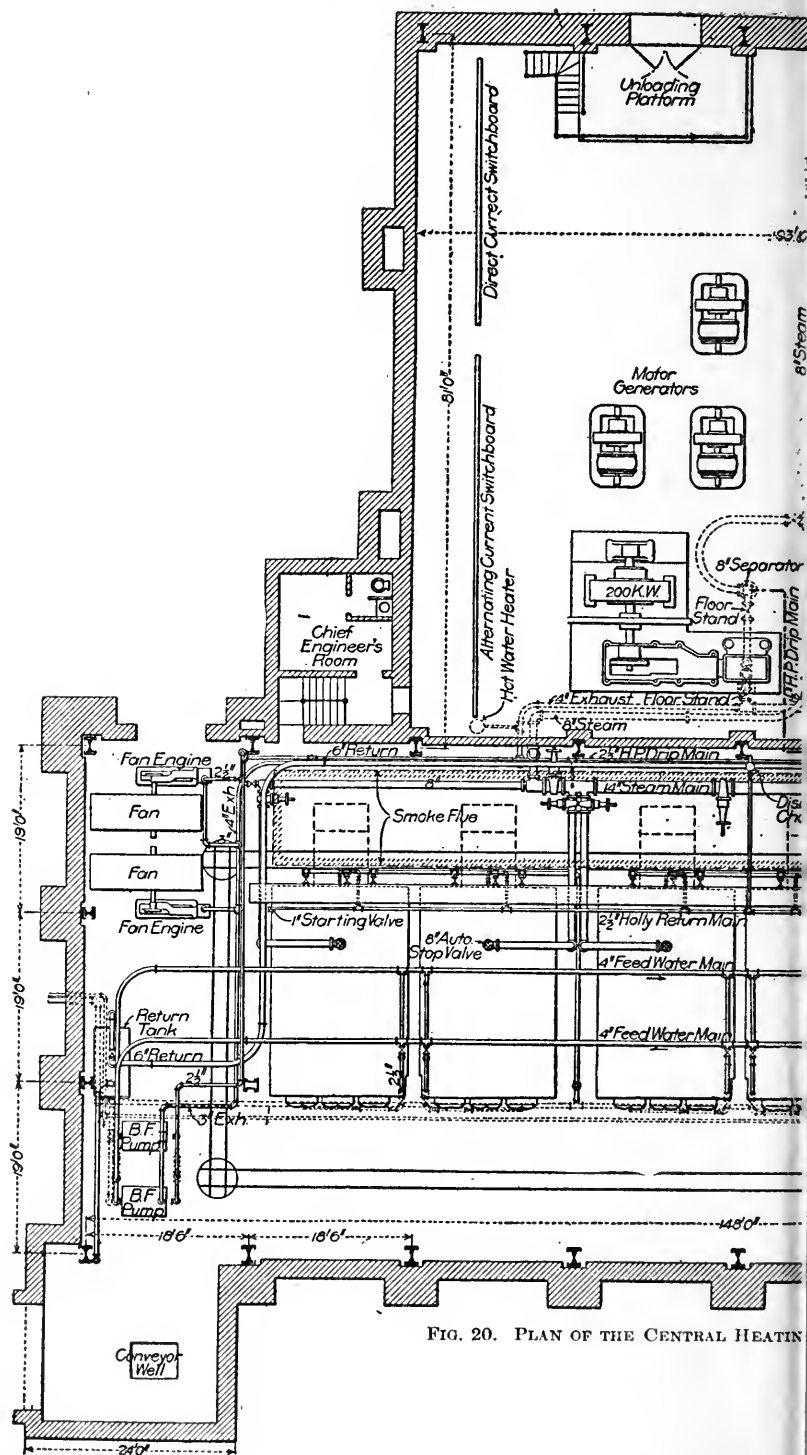 Unloading
Platform
Direct Currect Switchboard
81'0"
8" Steam
Motor
Generators
Alternating Current Switchboard
Hot Water Heater
8" Separator
200 K.W.
Floor
Stand
H.P. Drip Main
Chief
Engineer's
Room
4" Exhaust Floor Stand
8" Steam
Fan Engine
2½"
6" Return
2½" H.P. Drip Main
8"
14" Steam Main
Fan
4" Exh.
Smoke Flue
19'0"
Fan
Fan Engine
1" Starting Valve
2½" Holly Return Main
8" Auto.
Stop Valve
4" Feed Water Main
19'0"
Return
Tank
6" Return
4" Feed Water Main
2½"
2½"
3" Exh.
B.F.
Pump
19'0"
B.F.
Pump
18'6"
18'6"
148'0"
FIG. 20. PLAN OF THE CENTRAL HEATIN
Conveyor
Well
24'0"